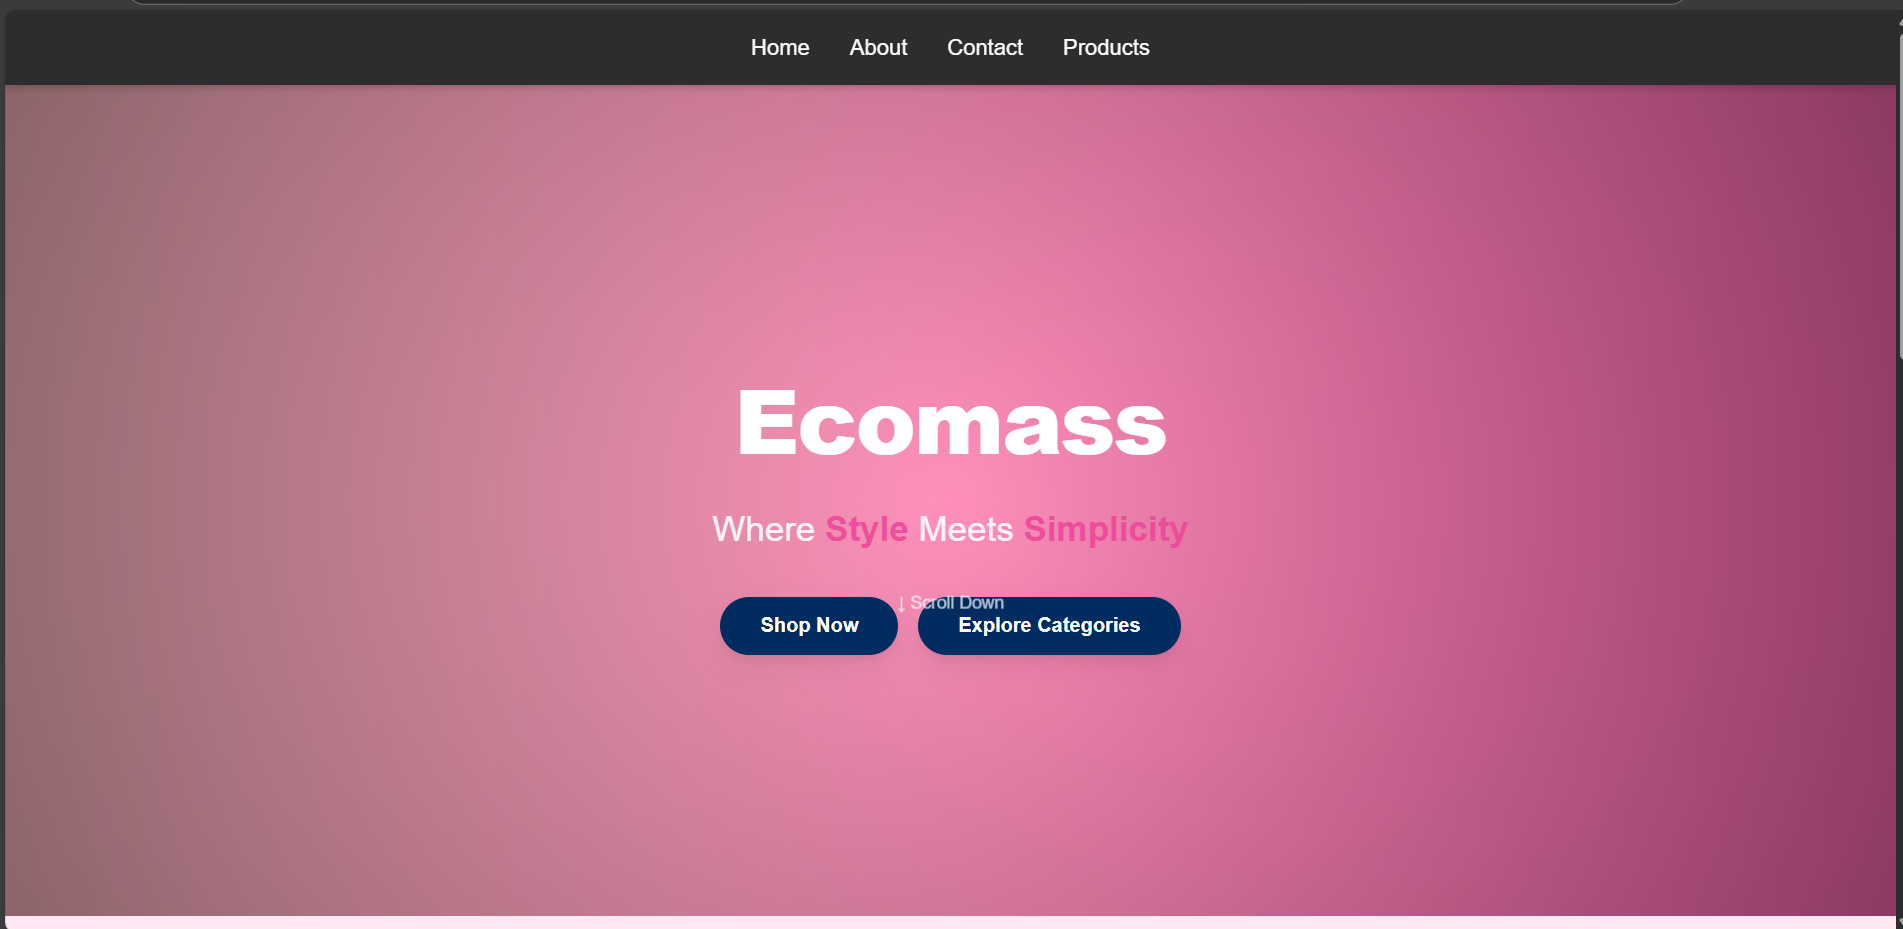 Home About Contact Products
Ecomass
Where Style Meets Simplicity
↓ Scroll Down
Shop Now Explore Categories